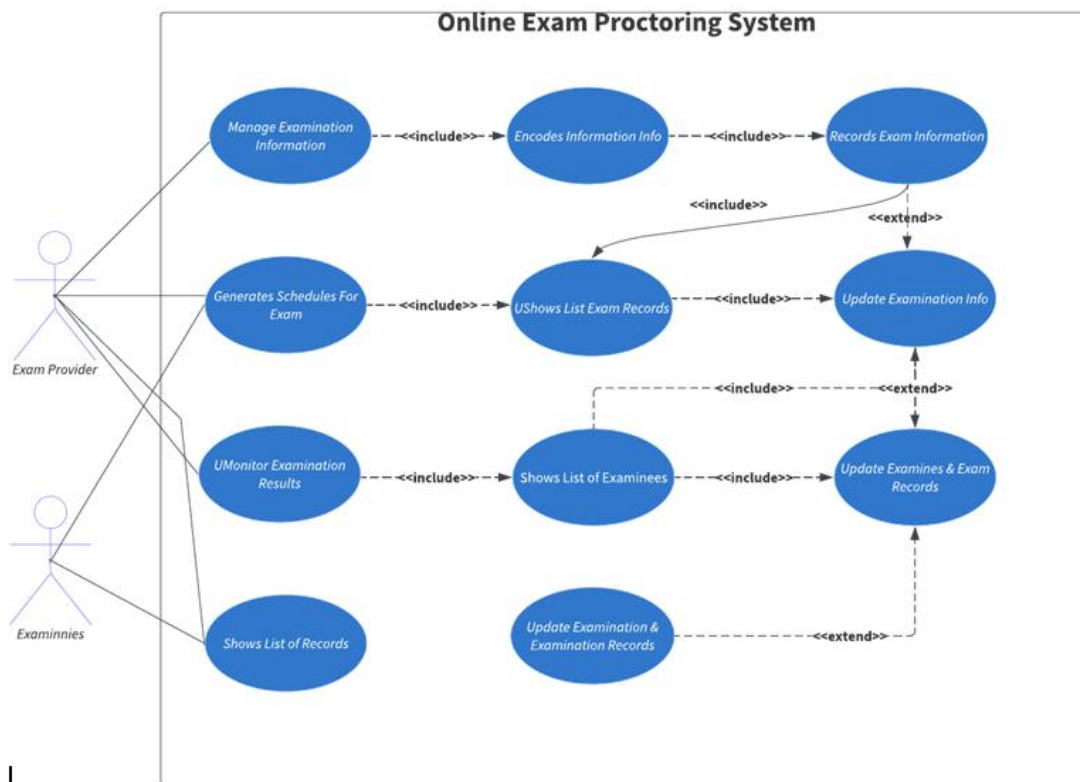 Online Exam Proctoring System
Manage Examination
Information
<<include>>
Encodes Information Info
<<include>>
Records Exam Information
<<include>>
<<extend>>
Exam Provider
Generates Schedules For
Exam
<<include>>
UShows List Exam Records
<<include>>
Update Examination Info
<<include>>
<<extend>>
UMonitor Examination
Results
<<include>>
Shows List of Examinees
<<include>>
Update Examines & Exam
Records
Examinnies
Shows List of Records
Update Examination &
Examination Records
<<extend>>